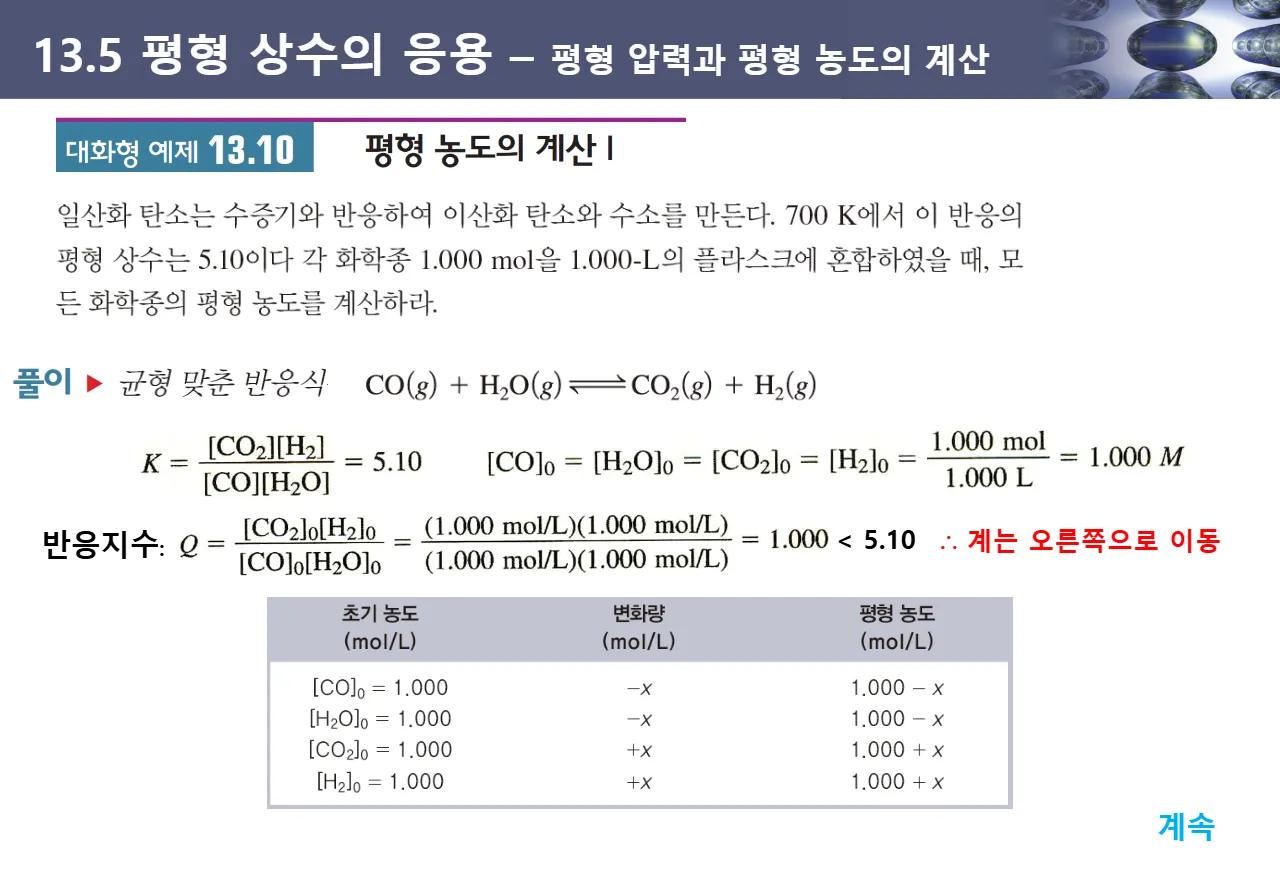 13.5 평형 상수의 응용 – 평형 압력과 평형 농도의 계산
대화형 예제 13.10 평형 농도의 계산 I
일산화 탄소는 수증기와 반응하여 이산화 탄소와 수소를 만든다. 700 K에서 이 반응의
평형 상수는 5.10이다 각 화학종 1.000 mol을 1.000-L의 플라스크에 혼합하였을 때, 모
든 화학종의 평형 농도를 계산하라.
풀이 ▶ 균형 맞춘 반응식 CO(g) + H₂O(g) ⇌ CO₂(g) + H₂(g)
K = [CO₂][H₂] / [CO][H₂O] = 5.10 [CO]₀ = [H₂O]₀ = [CO₂]₀ = [H₂]₀ = 1.000 mol / 1.000 L = 1.000 M
반응지수: Q = [CO₂]₀[H₂]₀ / [CO]₀[H₂O]₀ = (1.000 mol/L)(1.000 mol/L) / (1.000 mol/L)(1.000 mol/L) = 1.000 < 5.10 ∴ 계는 오른쪽으로 이동
초기 농도 변화량 평형 농도
(mol/L) (mol/L) (mol/L)
[CO]₀ = 1.000 −x 1.000 − x
[H₂O]₀ = 1.000 −x 1.000 − x
[CO₂]₀ = 1.000 +x 1.000 + x
[H₂]₀ = 1.000 +x 1.000 + x
계속